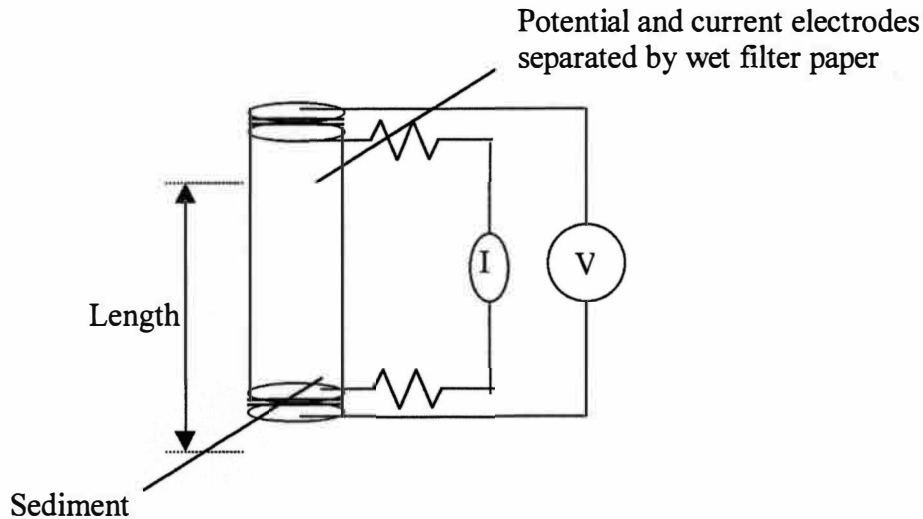 Potential and current electrodes
separated by wet filter paper
I
V
Length
Sediment